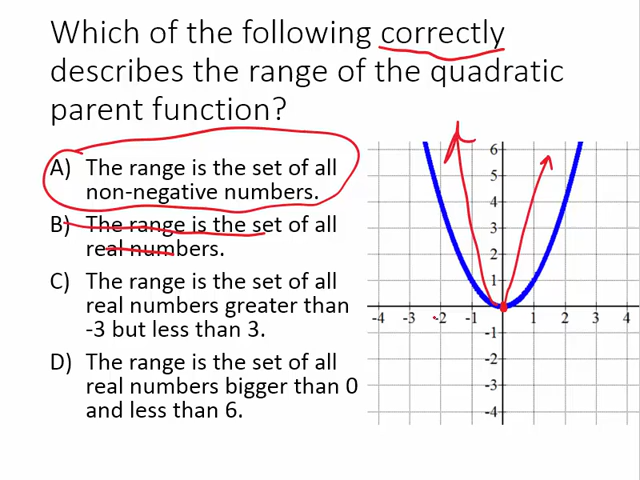 Which of the following correctly
describes the range of the quadratic
parent function?
A) The range is the set of all
non-negative numbers.
B) The range is the set of all
real numbers.
C) The range is the set of all
real numbers greater than
-3 but less than 3.
D) The range is the set of all
real numbers bigger than 0
and less than 6.
6
5
4
3
2
1
-4 -3 -2 -1 0 1 2 3 4
-1
-2
-3
-4